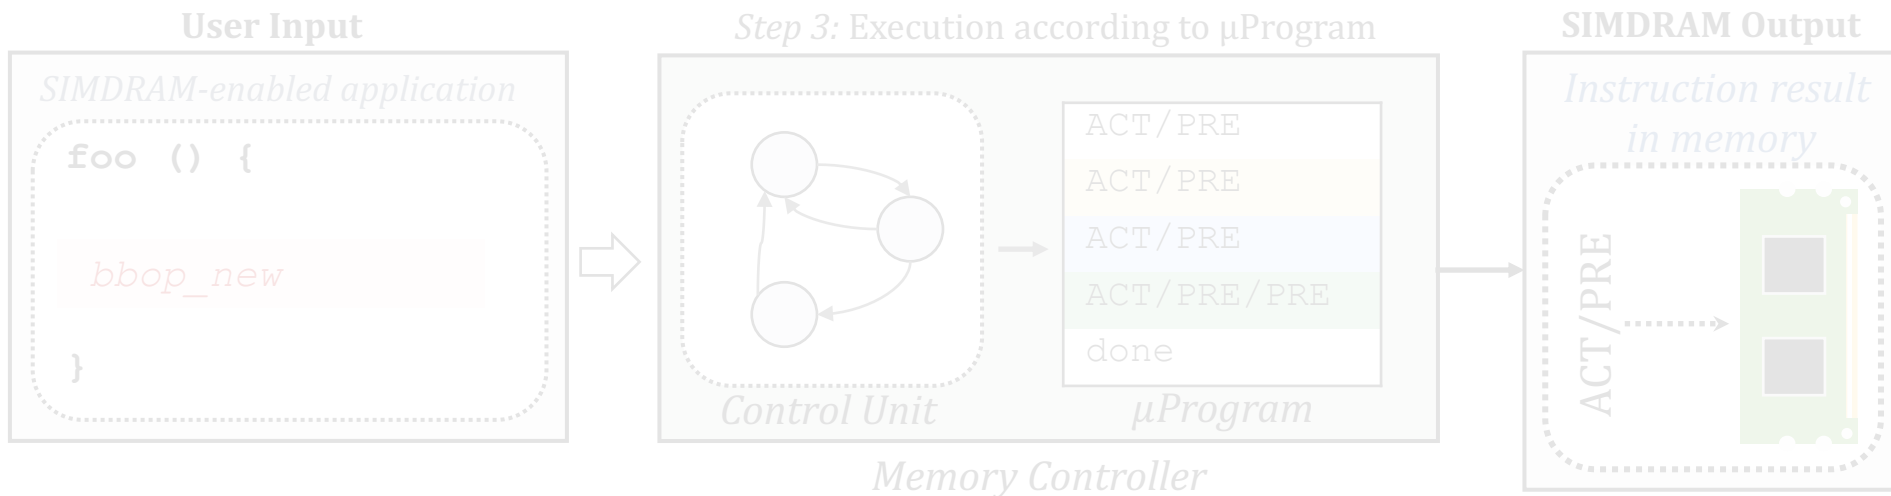 User Input
SIMDRAM-enabled application
foo () {
bbop_new
}
Step 3: Execution according to μProgram
ACT/PRE
ACT/PRE
ACT/PRE
ACT/PRE/PRE
done
Control Unit
μProgram
Memory Controller
SIMDRAM Output
Instruction result
in memory
ACT/PRE